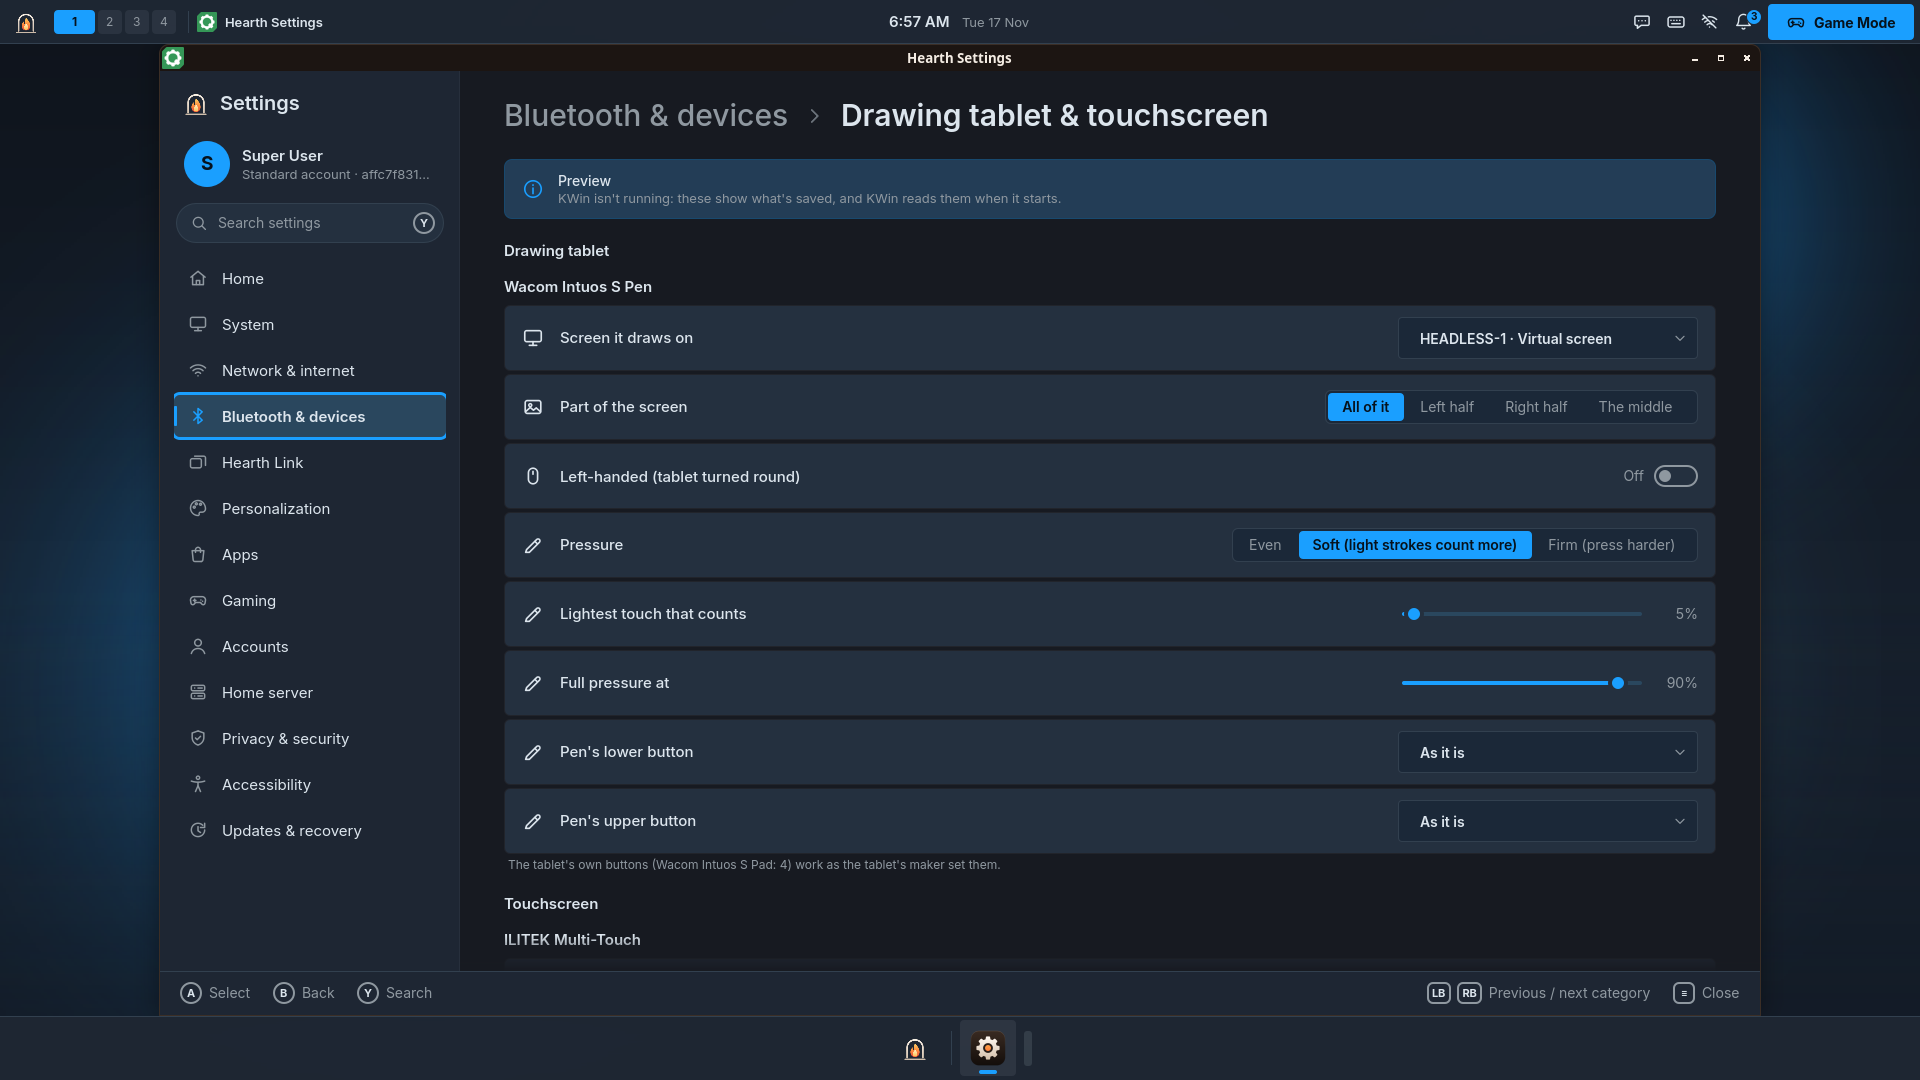 1 2 3 4
Hearth Settings
6:57 AM Tue 17 Nov
3
Game Mode
Hearth Settings
Settings
S
Super User
Standard account · affc7f831...
Search settings
Y
Home
System
Network & internet
Bluetooth & devices
Hearth Link
Personalization
Apps
Gaming
Accounts
Home server
Privacy & security
Accessibility
Updates & recovery
Bluetooth & devices > Drawing tablet & touchscreen
Preview
KWin isn't running: these show what's saved, and KWin reads them when it starts.
Drawing tablet
Wacom Intuos S Pen
Screen it draws on
HEADLESS-1 · Virtual screen
Part of the screen
All of it Left half Right half The middle
Left-handed (tablet turned round)
Off
Pressure
Even Soft (light strokes count more) Firm (press harder)
Lightest touch that counts
5%
Full pressure at
90%
Pen's lower button
As it is
Pen's upper button
As it is
The tablet's own buttons (Wacom Intuos S Pad: 4) work as the tablet's maker set them.
Touchscreen
ILITEK Multi-Touch
A Select B Back Y Search
LB RB Previous / next category ≡ Close